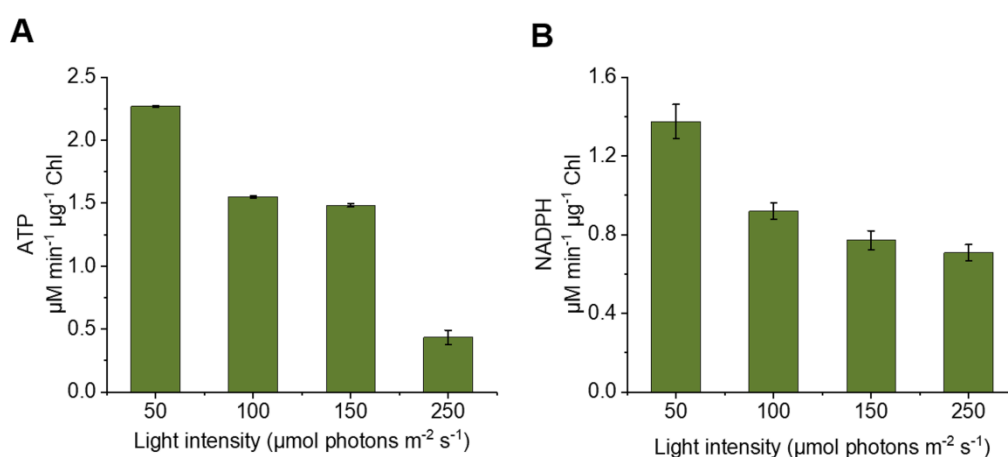 A
ATP
µM min⁻¹ µg⁻¹ Chl
2.5
2.0
1.5
1.0
0.5
0.0
50 100 150 250
Light intensity (µmol photons m⁻² s⁻¹)
B
NADPH
µM min⁻¹ µg⁻¹ Chl
1.6
1.2
0.8
0.4
0.0
50 100 150 250
Light intensity (µmol photons m⁻² s⁻¹)